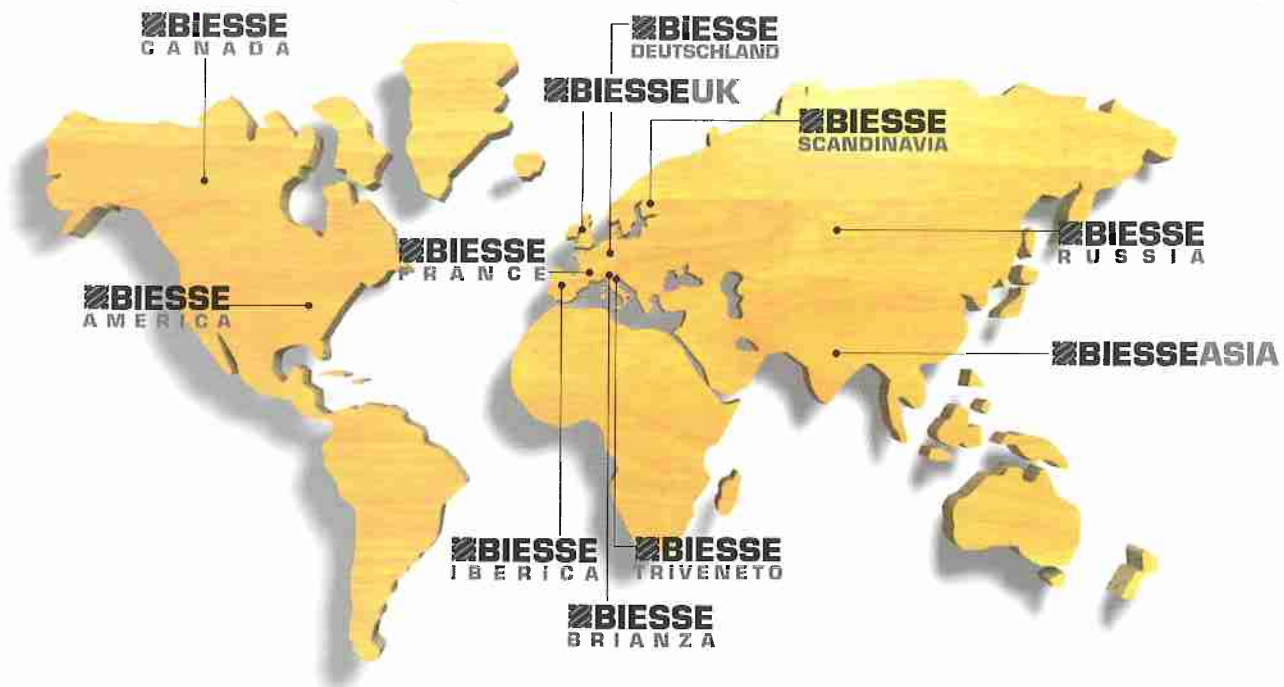 BIESSE
CANADA
BIESSE
DEUTSCHLAND
BIESSEUK
BIESSE
SCANDINAVIA
BIESSE
FRANCE
BIESSE
RUSSIA
BIESSE
AMERICA
BIESSEASIA
BIESSE
IBERICA
BIESSE
TRIVENETO
BIESSE
BRIANZA